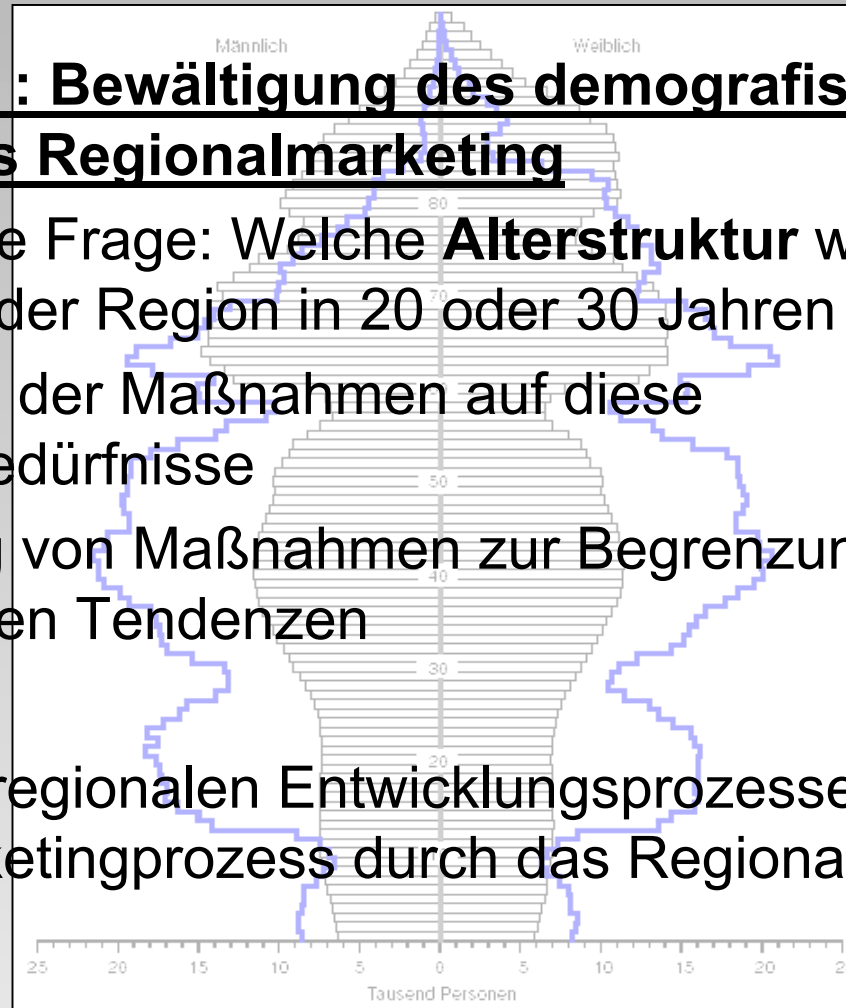 Männlich Weiblich
: Bewältigung des demografis
s Regionalmarketing
80
e Frage: Welche Alterstruktur w
70
der Region in 20 oder 30 Jahren
der Maßnahmen auf diese
edürfnisse
50
g von Maßnahmen zur Begrenzun
40
en Tendenzen
30
20
regionalen Entwicklungsprozesse
ketingprozess durch das Regiona
25 20 15 10 5 0 5 10 15 20 25
Tausend Personen